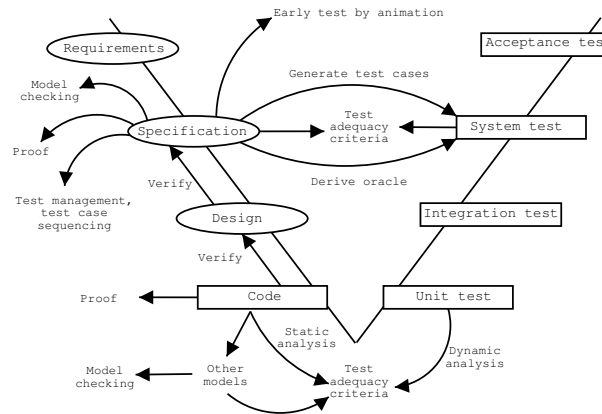 Early test by animation
Requirements
Acceptance test
Model
checking
Generate test cases
Specification
Test
adequacy
criteria
System test
Proof
Verify
Derive oracle
Test management,
test case
sequencing
Design
Integration test
Verify
Proof
Code
Unit test
Static
analysis
Dynamic
analysis
Model
checking
Other
models
Test
adequacy
criteria